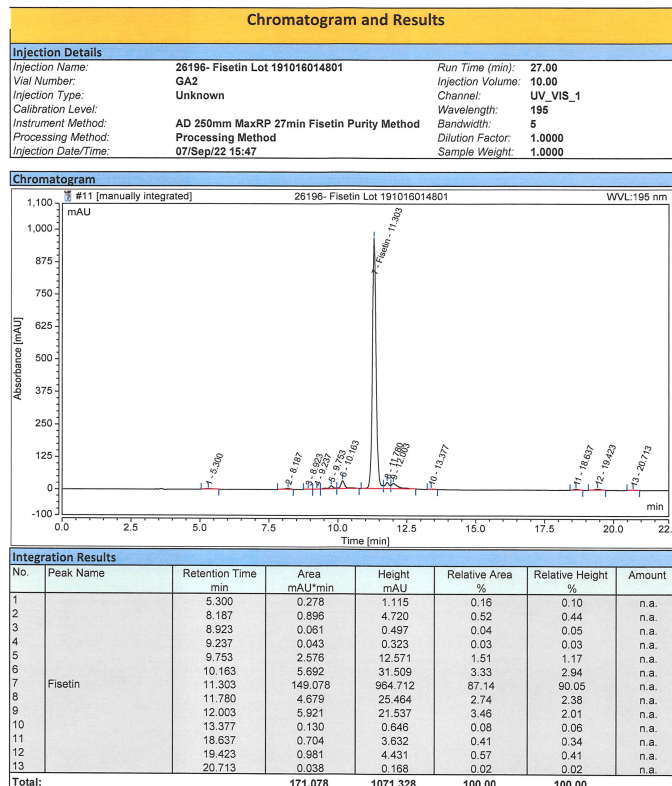 Chromatogram and Results
Injection Details
Injection Name: 26196- Fisetin Lot 191016014801 Run Time (min): 27.00
Vial Number: GA2 Injection Volume: 10.00
Injection Type: Unknown Channel: UV_VIS_1
Calibration Level: Wavelength: 195
Instrument Method: AD 250mm MaxRP 27min Fisetin Purity Method Bandwidth: 5
Processing Method: Processing Method Dilution Factor: 1.0000
Injection Date/Time: 07/Sep/22 15:47 Sample Weight: 1.0000
Chromatogram
#11 [manually integrated] 26196- Fisetin Lot 191016014801 WVL:195 nm
mAU
1,100
1,000
875
750
625
500
375
250
125
0
-100
Absorbance [mAU]
1 - 5.300
2 - 8.187
3 - 8.923
4 - 9.237
5 - 9.753
6 - 10.163
7 - Fisetin - 11.303
8 - 11.780
9 - 12.003
10 - 13.377
11 - 18.637
12 - 19.423
13 - 20.713
min
0.0 2.5 5.0 7.5 10.0 12.5 15.0 17.5 20.0 22.
Time [min]
Integration Results
No. Peak Name Retention Time Area Height Relative Area Relative Height Amount
min mAU*min mAU % %
1 5.300 0.278 1.115 0.16 0.10 n.a.
2 8.187 0.896 4.720 0.52 0.44 n.a.
3 8.923 0.061 0.497 0.04 0.05 n.a.
4 9.237 0.043 0.323 0.03 0.03 n.a.
5 9.753 2.576 12.571 1.51 1.17 n.a.
6 10.163 5.692 31.509 3.33 2.94 n.a.
7 Fisetin 11.303 149.078 964.712 87.14 90.05 n.a.
8 11.780 4.679 25.464 2.74 2.38 n.a.
9 12.003 5.921 21.537 3.46 2.01 n.a.
10 13.377 0.130 0.646 0.08 0.06 n.a.
11 18.637 0.704 3.632 0.41 0.34 n.a.
12 19.423 0.981 4.431 0.57 0.41 n.a.
13 20.713 0.038 0.168 0.02 0.02 n.a.
Total: 171.078 1071.328 100.00 100.00